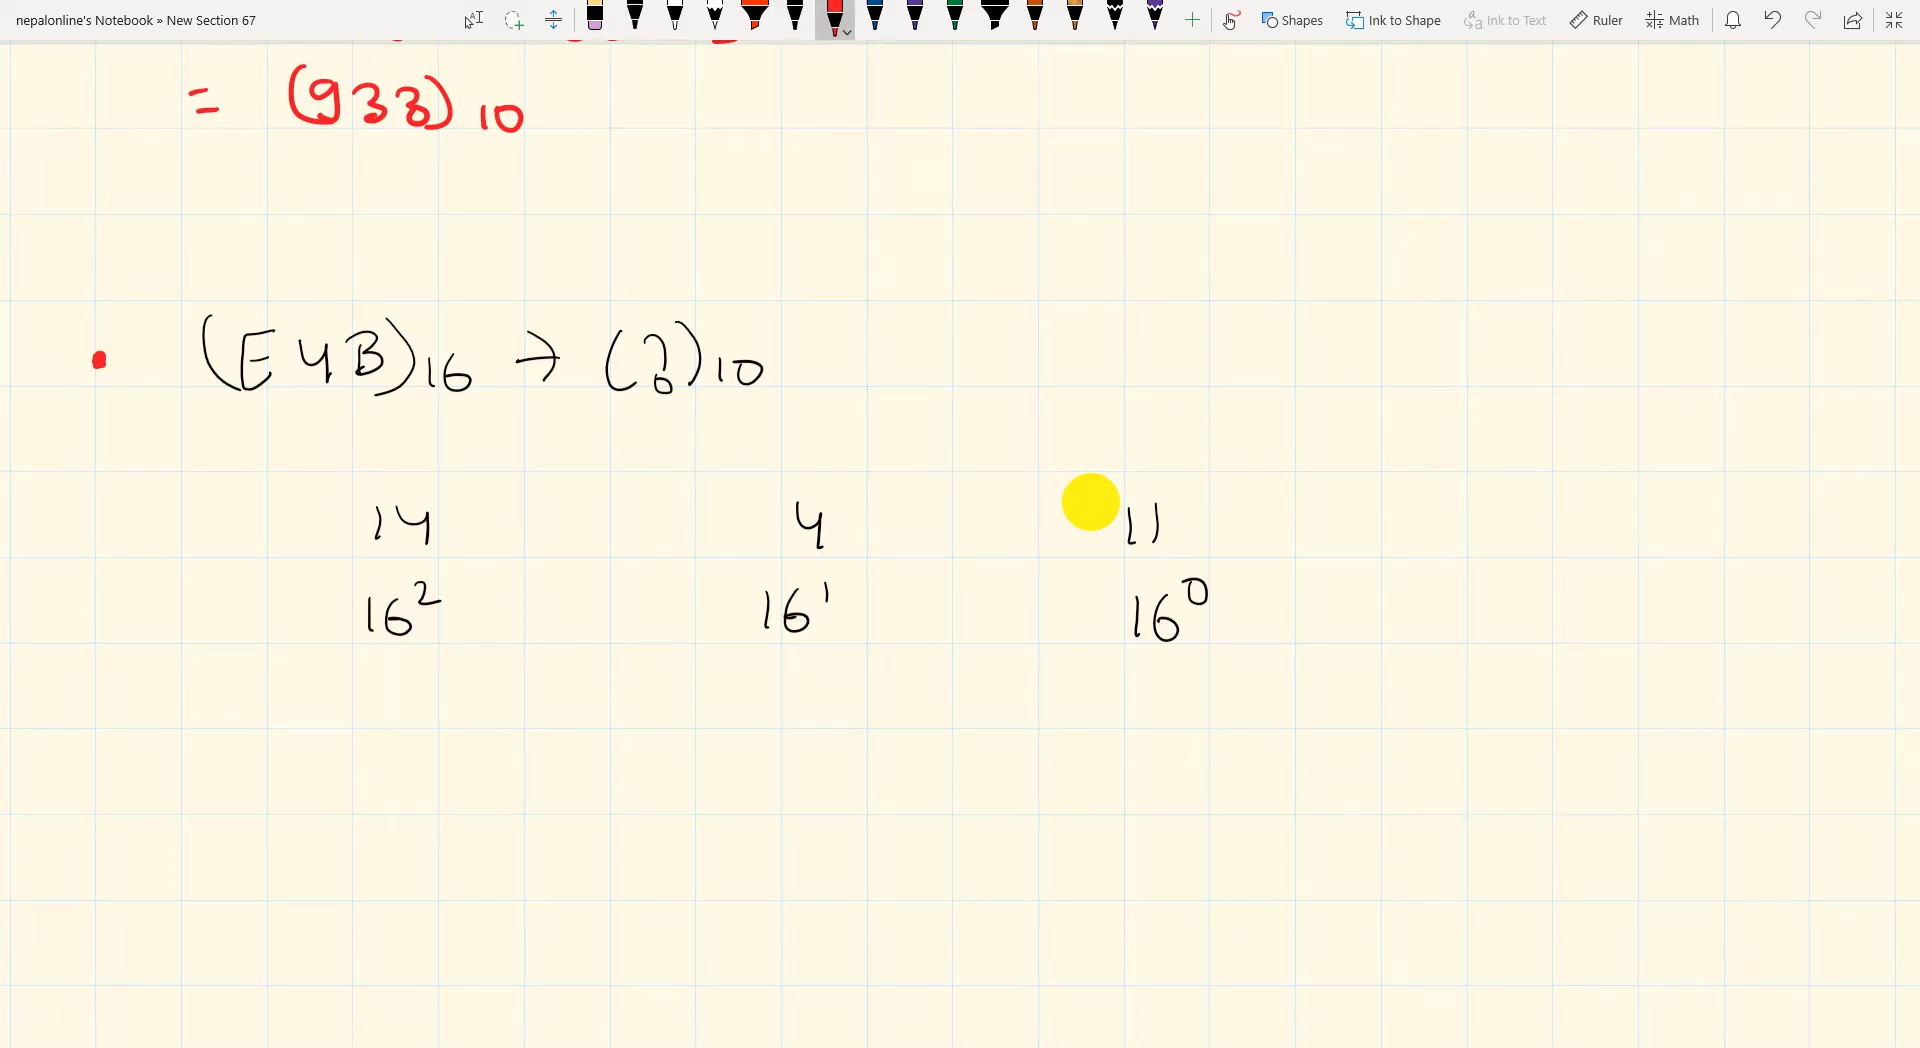 nepalonline's Notebook » New Section 67
Shapes Ink to Shape Ink to Text Ruler Math
= (933)₁₀
(E4B)₁₆ → (?)₁₀
14 4 11
16² 16¹ 16⁰